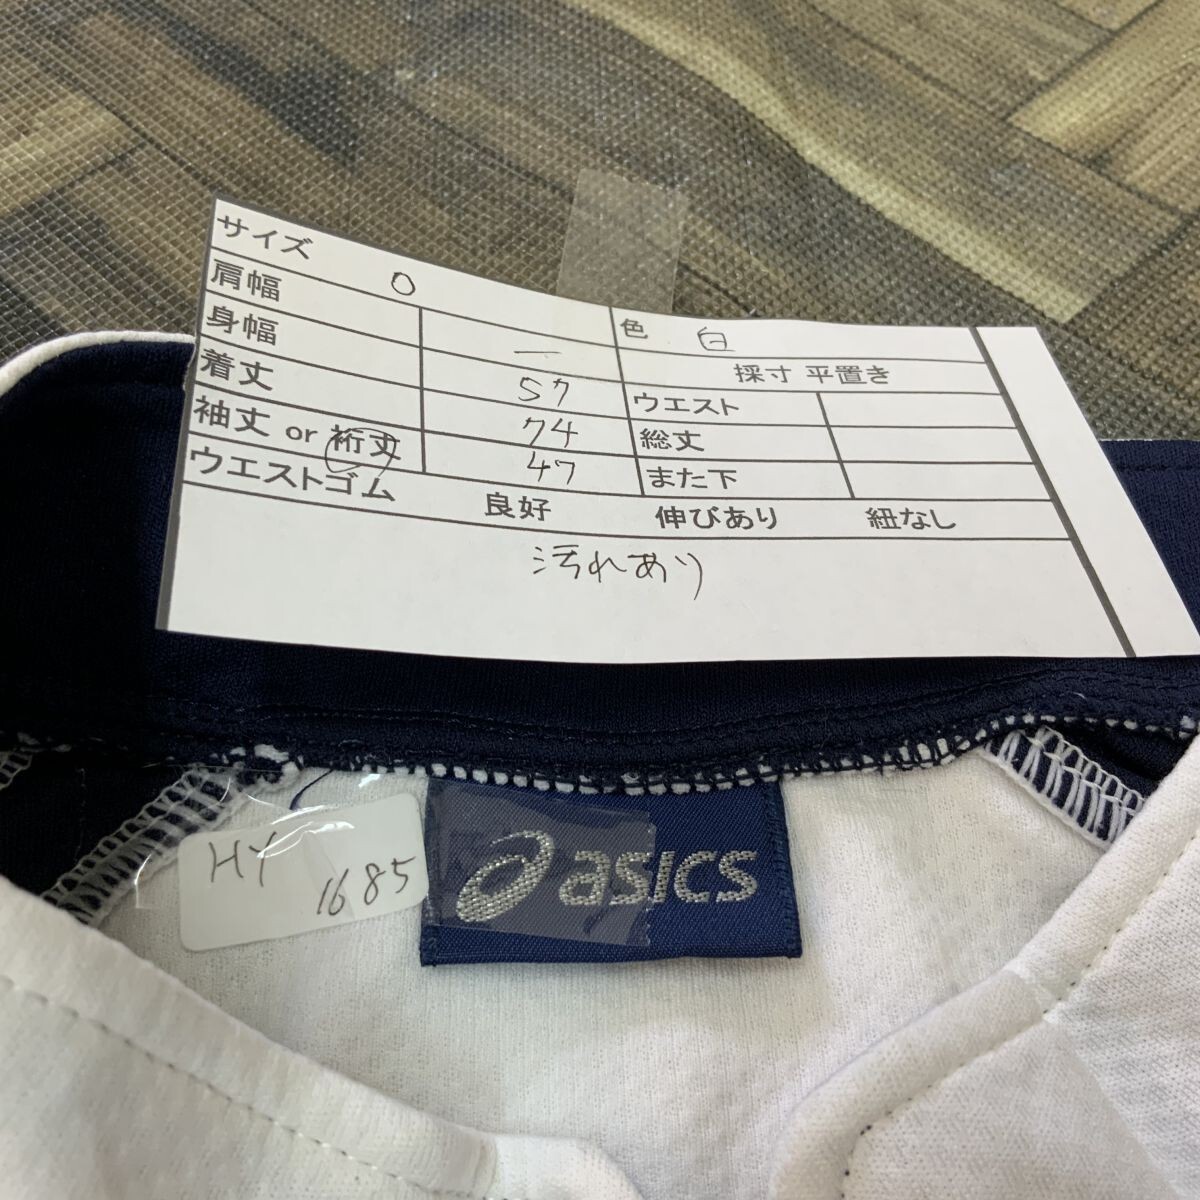 サイズ O 色 白
肩幅 — 採寸 平置き
身幅 57 ウエスト
着丈 74 総丈
袖丈 or 裄丈 47 また下
ウエストゴム 良好 伸びあり 紐なし
汚れあり
asics
HY
1685